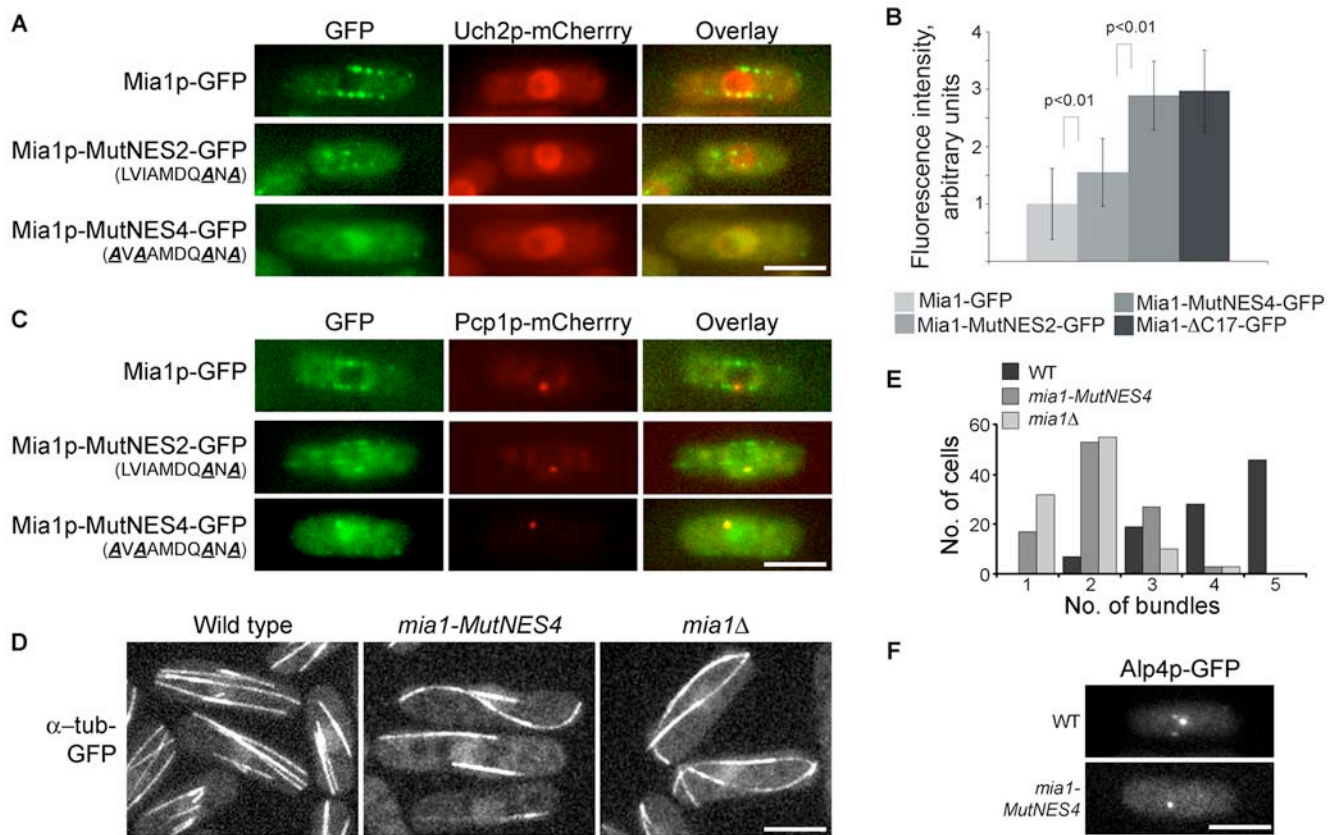 A
GFP
Uch2p-mCherrry
Overlay
Mia1p-GFP
Mia1p-MutNES2-GFP
(LVIAMDQANA)
Mia1p-MutNES4-GFP
(AVAAMDQANA)
B
Fluorescence intensity,
arbitrary units
4
3
2
1
p<0.01
p<0.01
Mia1-GFP
Mia1-MutNES4-GFP
Mia1-MutNES2-GFP
Mia1-ΔC17-GFP
C
GFP
Pcp1p-mCherrry
Overlay
Mia1p-GFP
Mia1p-MutNES2-GFP
(LVIAMDQANA)
Mia1p-MutNES4-GFP
(AVAAMDQANA)
E
WT
mia1-MutNES4
mia1Δ
No. of cells
60
40
20
0
1 2 3 4 5
No. of bundles
D
Wild type
mia1-MutNES4
mia1Δ
α–tub-
GFP
F
Alp4p-GFP
WT
mia1-
MutNES4